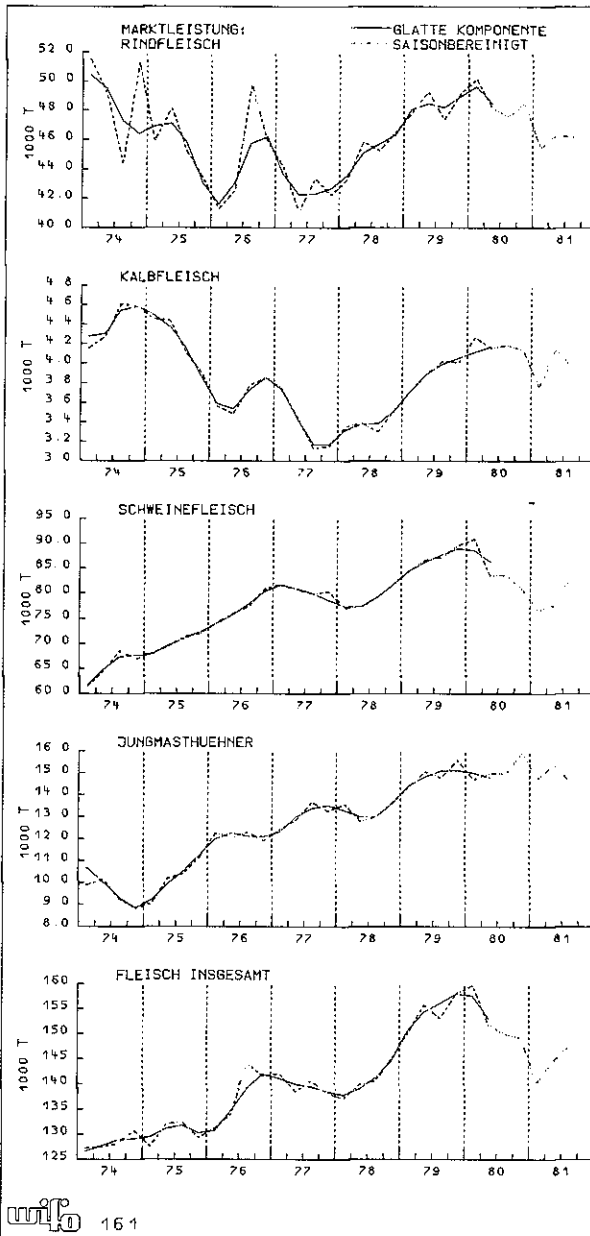 MARKTLEISTUNG: GLATTE KOMPONENTE
RINDFLEISCH SAISONBEREINIGT
1000 T
52 0
50 0
48 0
46 0
44 0
42 0
40 0
74 75 76 77 78 79 80 81
KALBFLEISCH
1000 T
4 8
4 6
4 4
4 2
4 0
3 8
3 6
3 4
3 2
3 0
74 75 76 77 78 79 80 81
SCHWEINEFLEISCH
1000 T
95 0
90 0
85 0
80 0
75 0
70 0
65 0
60 0
74 75 76 77 78 79 80 81
JUNGMASTHUEHNER
1000 T
16 0
15 0
14 0
13 0
12 0
11 0
10 0
9 0
8 0
74 75 76 77 78 79 80 81
FLEISCH INSGESAMT
1000 T
160
155
150
145
140
135
130
125
74 75 76 77 78 79 80 81
wifo 161